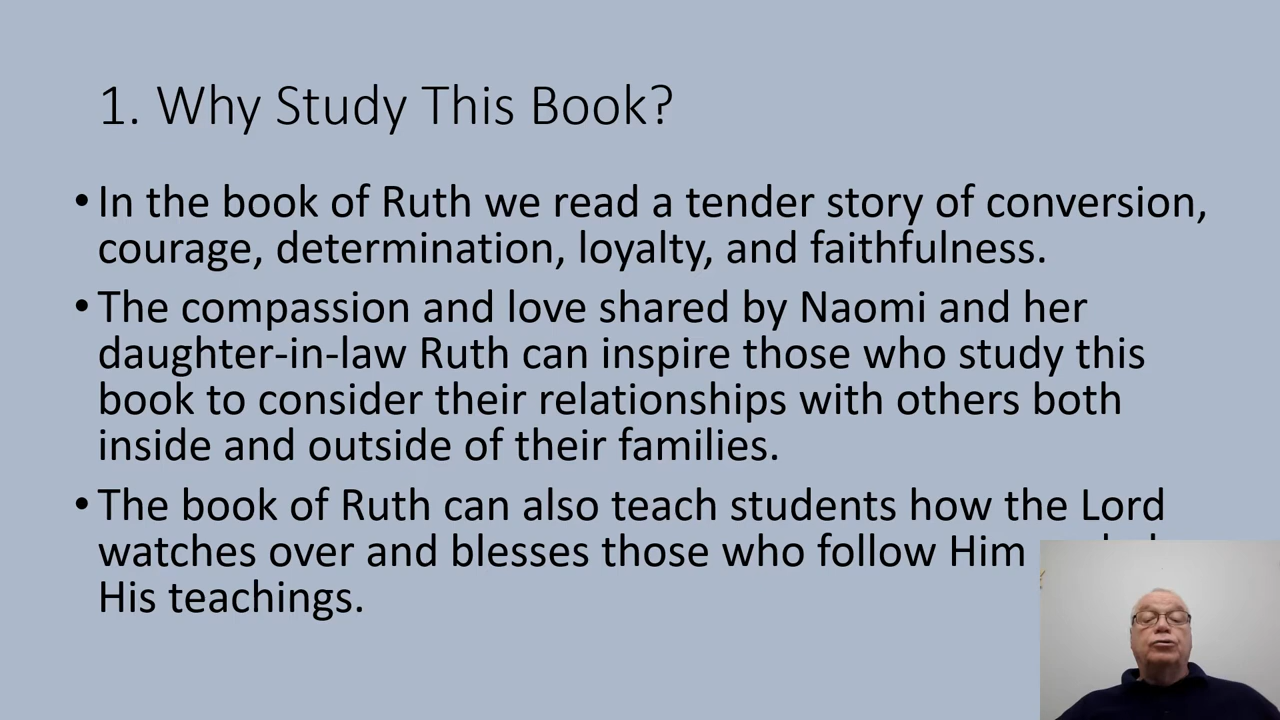 1. Why Study This Book?
• In the book of Ruth we read a tender story of conversion,
courage, determination, loyalty, and faithfulness.
• The compassion and love shared by Naomi and her
daughter-in-law Ruth can inspire those who study this
book to consider their relationships with others both
inside and outside of their families.
• The book of Ruth can also teach students how the Lord
watches over and blesses those who follow Him
His teachings.